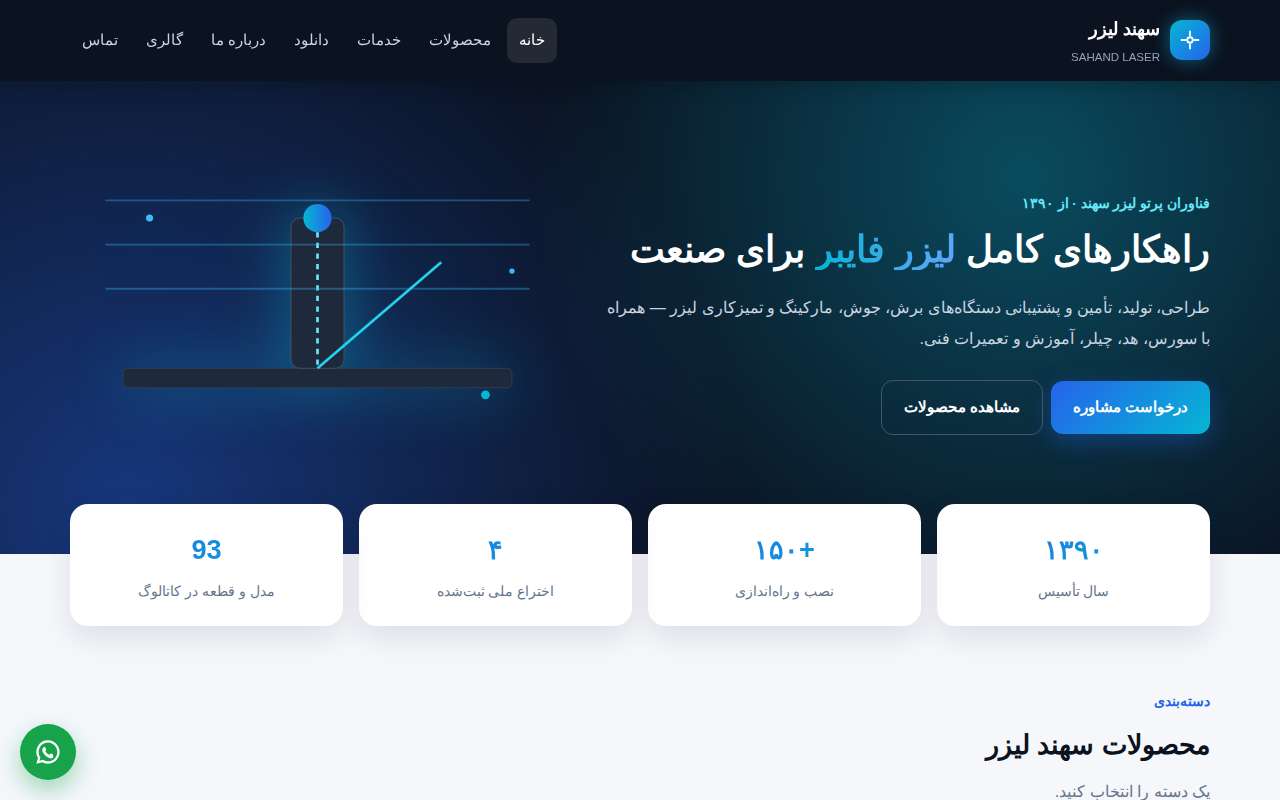 سهند لیزر
SAHAND LASER
خانه
محصولات
خدمات
دانلود
درباره ما
گالری
تماس
فناوران پرتو لیزر سهند · از ۱۳۹۰
راهکارهای کامل لیزر فایبر برای صنعت
طراحی، تولید، تأمین و پشتیبانی دستگاه‌های برش، جوش، مارکینگ و تمیزکاری لیزر — همراه
با سورس، هد، چیلر، آموزش و تعمیرات فنی.
درخواست مشاوره
مشاهده محصولات
۱۳۹۰
سال تأسیس
۱۵۰+
نصب و راه‌اندازی
۴
اختراع ملی ثبت‌شده
93
مدل و قطعه در کاتالوگ
دسته‌بندی
محصولات سهند لیزر
یک دسته را انتخاب کنید.